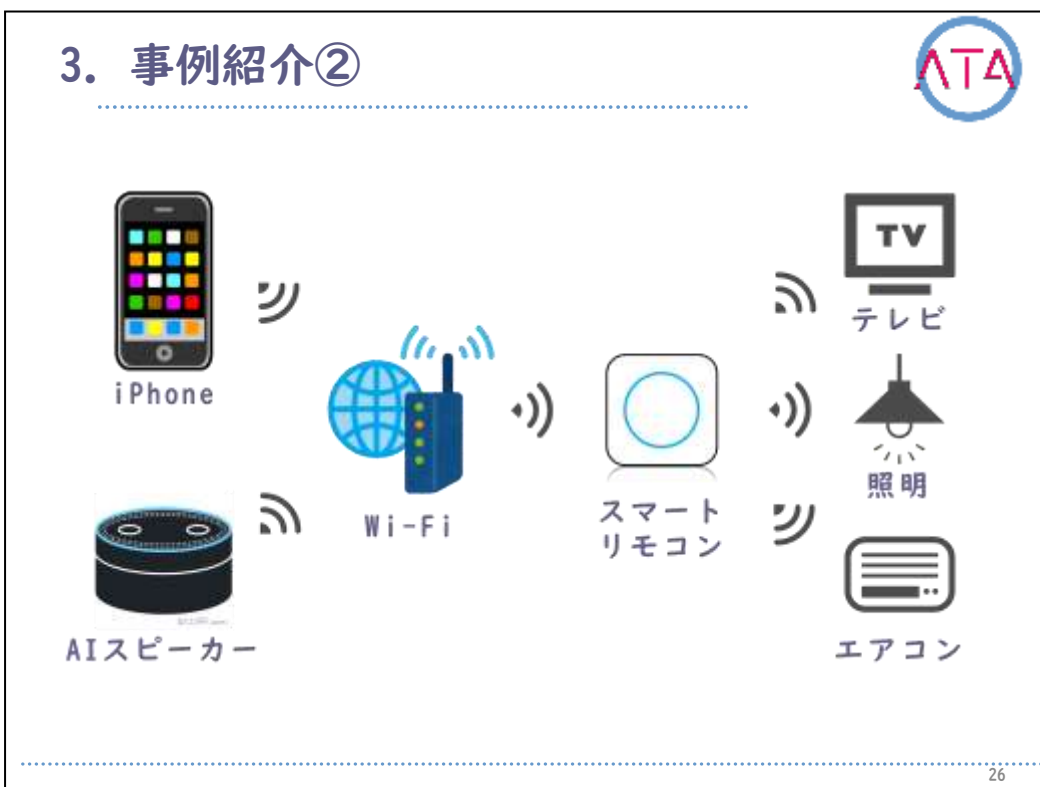 3. 事例紹介②
ATA
TV
テレビ
iPhone
照明
Wi-Fi
スマート
リモコン
AIスピーカー
エアコン
26